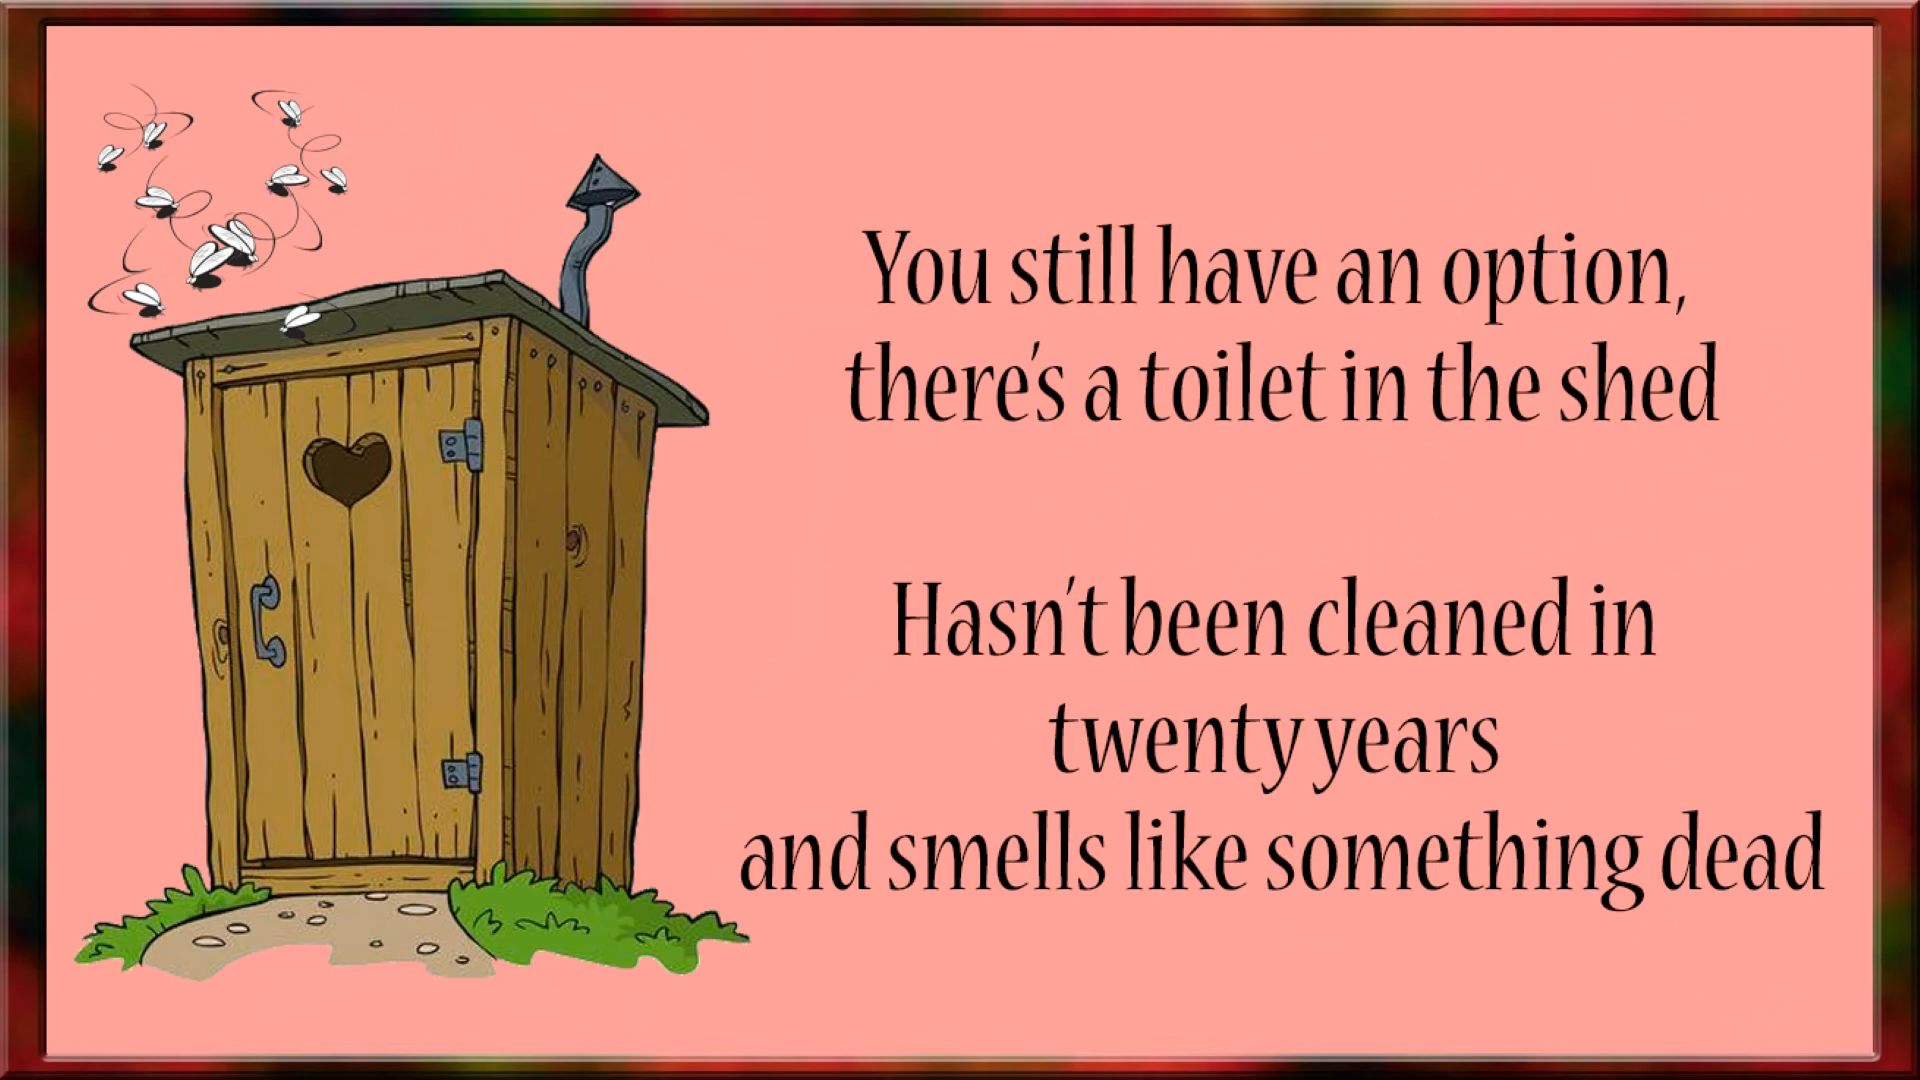 You still have an option,
there's a toilet in the shed
Hasn't been cleaned in
twenty years
and smells like something dead